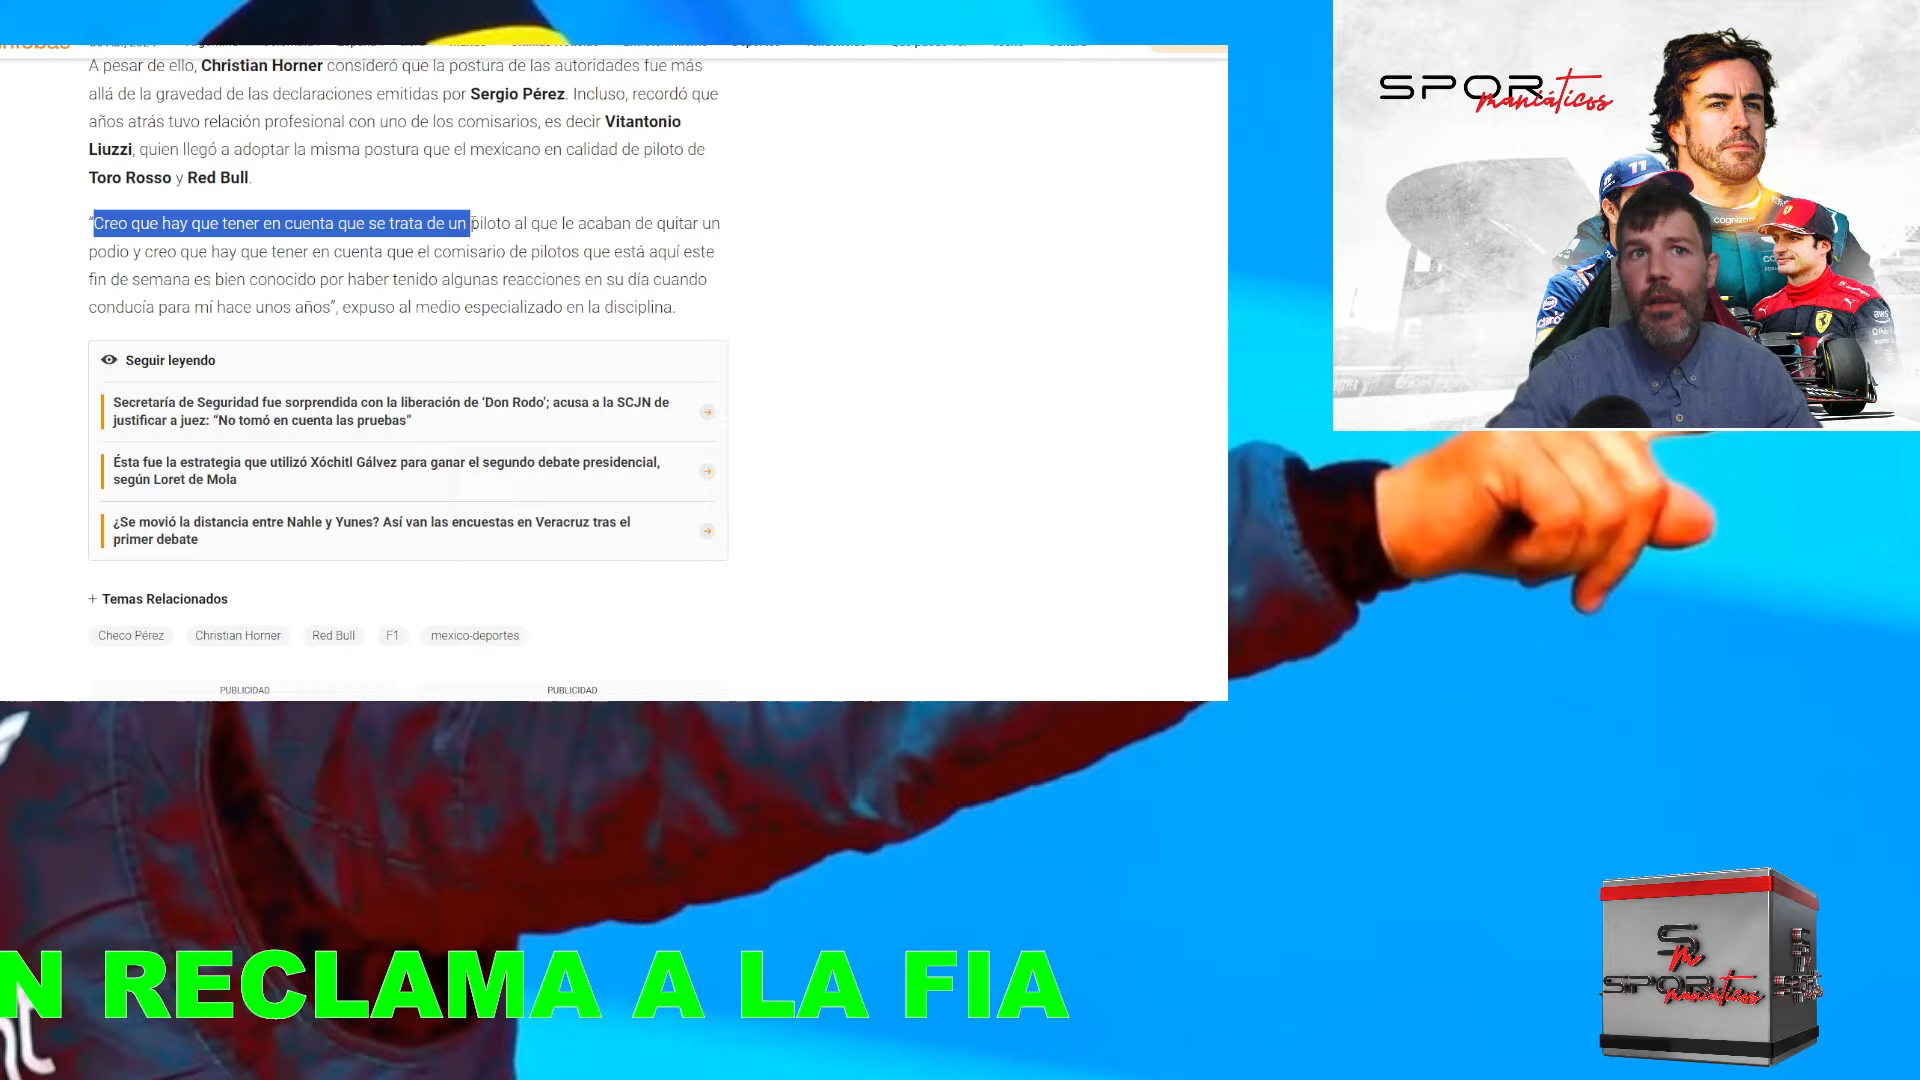 A pesar de ello, Christian Horner consideró que la postura de las autoridades fue más
allá de la gravedad de las declaraciones emitidas por Sergio Pérez. Incluso, recordó que
años atrás tuvo relación profesional con uno de los comisarios, es decir Vitantonio
Liuzzi, quien llegó a adoptar la misma postura que el mexicano en calidad de piloto de
Toro Rosso y Red Bull.
“Creo que hay que tener en cuenta que se trata de un piloto al que le acaban de quitar un
podio y creo que hay que tener en cuenta que el comisario de pilotos que está aquí este
fin de semana es bien conocido por haber tenido algunas reacciones en su día cuando
conducía para mí hace unos años”, expuso al medio especializado en la disciplina.
Seguir leyendo
Secretaría de Seguridad fue sorprendida con la liberación de ‘Don Rodo’; acusa a la SCJN de
justificar a juez: “No tomó en cuenta las pruebas”
Ésta fue la estrategia que utilizó Xóchitl Gálvez para ganar el segundo debate presidencial,
según Loret de Mola
¿Se movió la distancia entre Nahle y Yunes? Así van las encuestas en Veracruz tras el
primer debate
+ Temas Relacionados
Checo Pérez Christian Horner Red Bull F1 mexico-deportes
PUBLICIDAD PUBLICIDAD
SPORT
maniáticos
11
cognizant
aws
N RECLAMA A LA FIA
Sm
SPORT
maniáticos